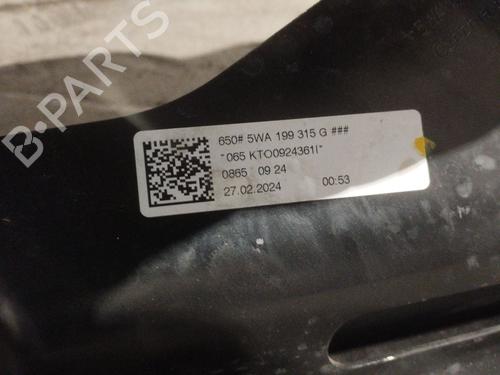 650# 5WA 199 315 G ###
"065 KTO0924361I"
0865 09 24
27.02.2024 00:53
B-PARTS